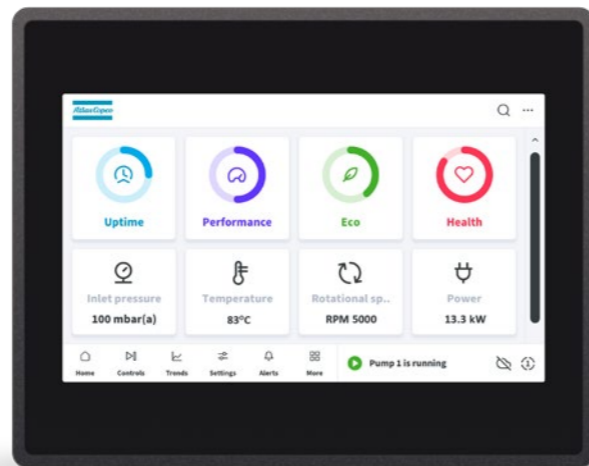 Atlas Copco
Uptime
Performance
Eco
Health
Inlet pressure
100 mbar(a)
Temperature
83°C
Rotational sp..
RPM 5000
Power
13.3 kW
Home
Controls
Trends
Settings
Alerts
More
Pump 1 is running
1